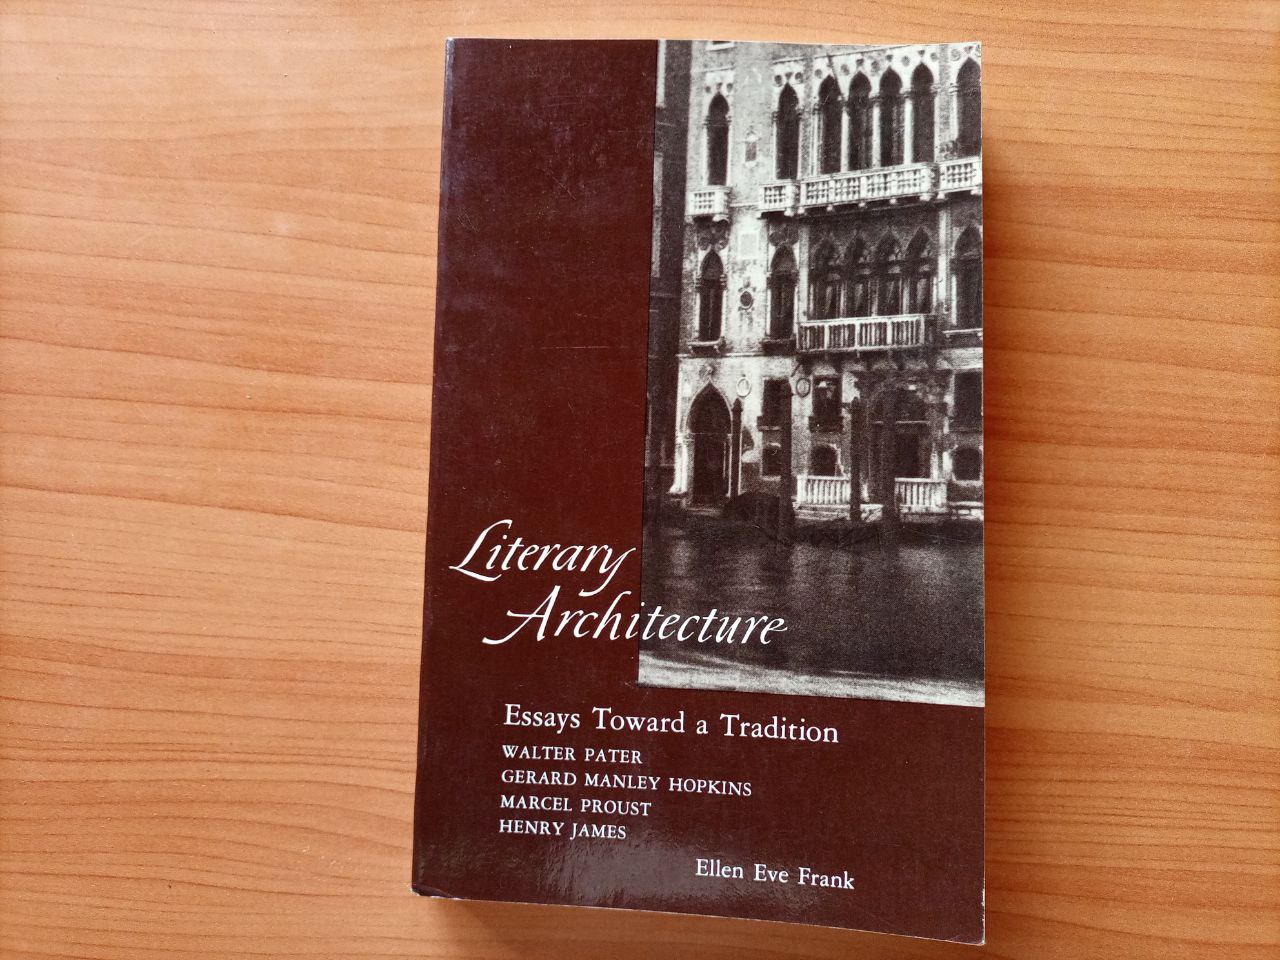 Literary
Architecture
Essays Toward a Tradition
WALTER PATER
GERARD MANLEY HOPKINS
MARCEL PROUST
HENRY JAMES
Ellen Eve Frank